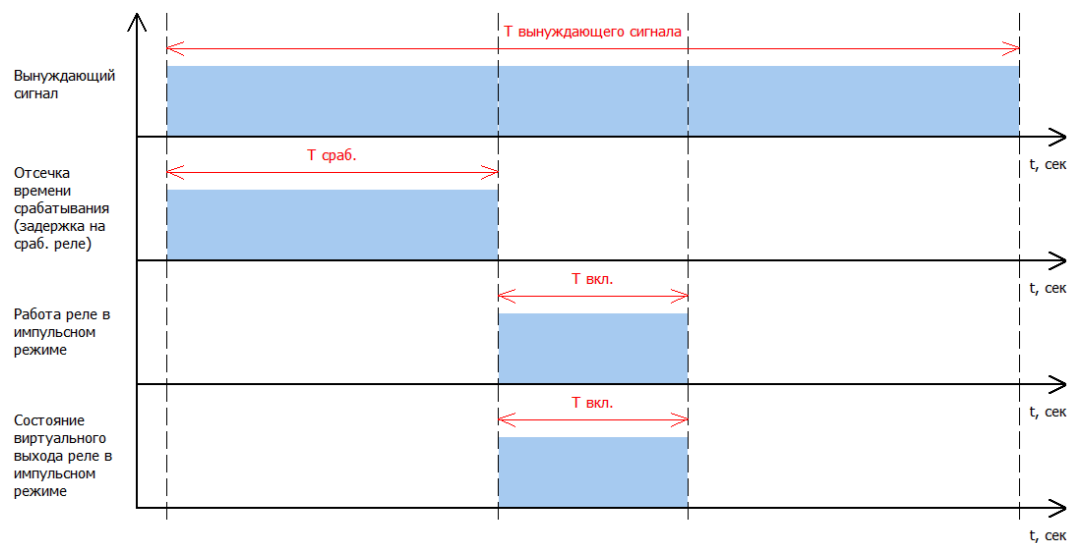 Т вынуждающего сигнала
Вынуждающий
сигнал
t, сек
Т сраб.
Отсечка
времени
срабатывания
(задержка на
сраб. реле)
t, сек
Т вкл.
Работа реле в
импульсном
режиме
t, сек
Т вкл.
Состояние
виртуального
выхода реле в
импульсном
режиме
t, сек